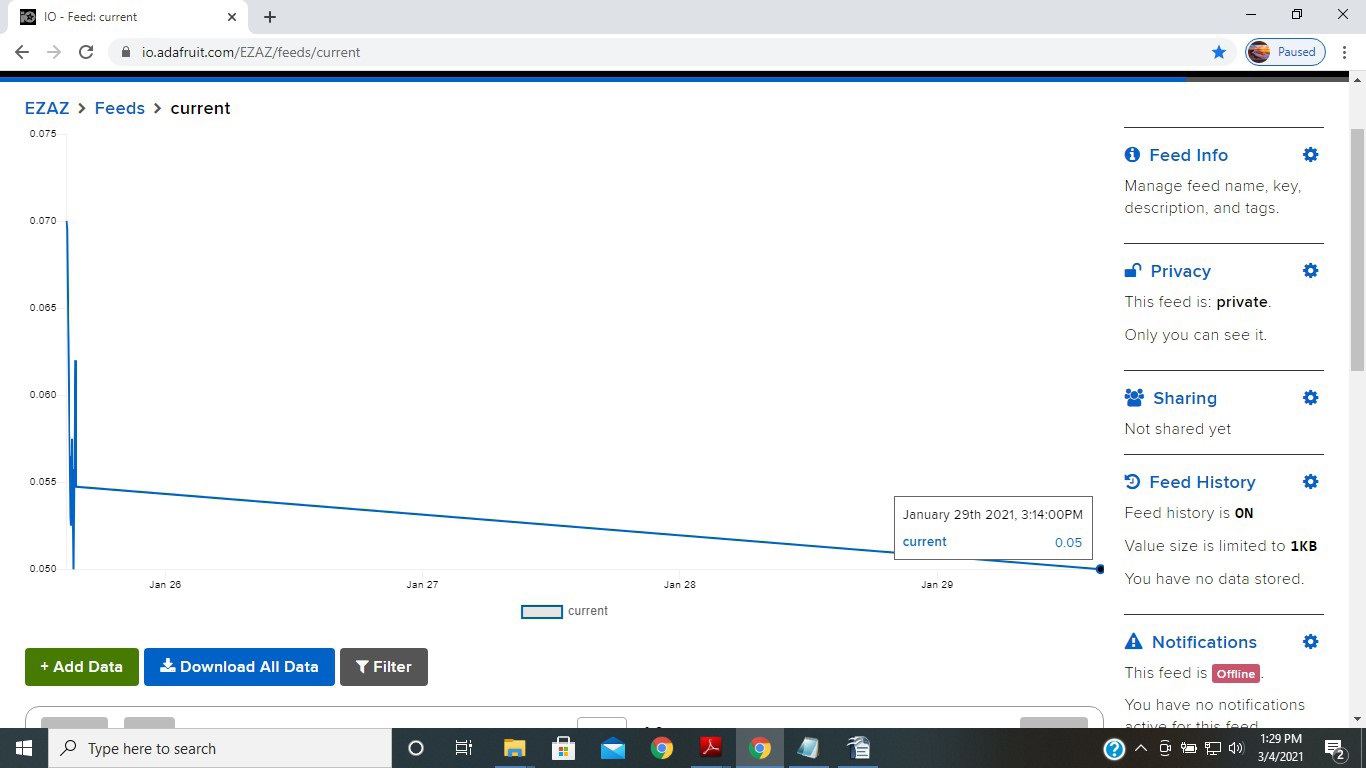 IO - Feed: current
io.adafruit.com/EZAZ/feeds/current
Paused
EZAZ > Feeds > current
0.075
0.070
0.065
0.060
0.055
0.050
Jan 26
Jan 27
Jan 28
Jan 29
January 29th 2021, 3:14:00PM
current 0.05
current
+ Add Data
Download All Data
Filter
Feed Info
Manage feed name, key,
description, and tags.
Privacy
This feed is: private.
Only you can see it.
Sharing
Not shared yet
Feed History
Feed history is ON
Value size is limited to 1KB
You have no data stored.
Notifications
This feed is Offline.
You have no notifications
active for this feed
Type here to search
1:29 PM
3/4/2021
2